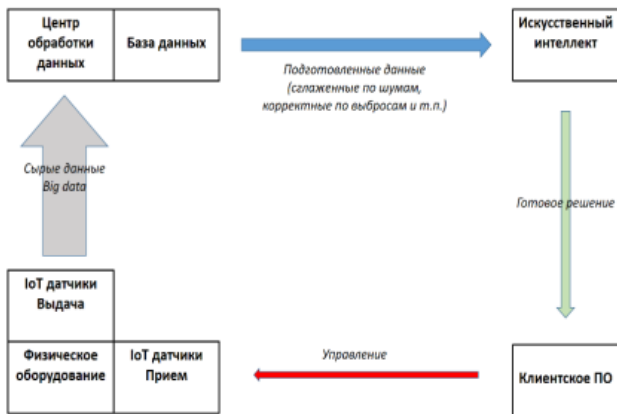 Центр
обработки
данных
База данных
Искусственный
интеллект
Подготовленные данные
(сглаженные по шумам,
корректные по выбросам и т.п.)
Сырые данные
Big data
Готовое решение
IoT датчики
Выдача
Физическое
оборудование
IoT датчики
Прием
Управление
Клиентское ПО